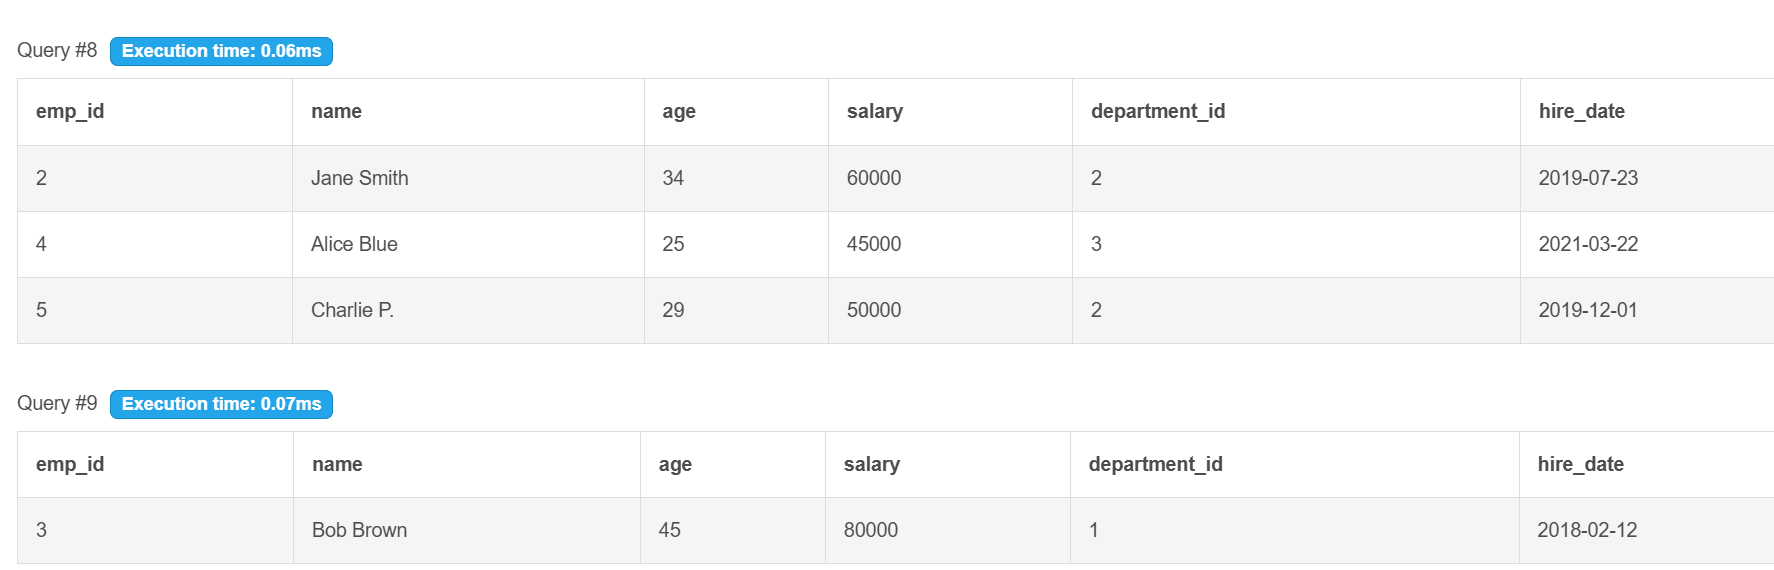 Query #8 Execution time: 0.06ms
emp_id name age salary department_id hire_date
2 Jane Smith 34 60000 2 2019-07-23
4 Alice Blue 25 45000 3 2021-03-22
5 Charlie P. 29 50000 2 2019-12-01
Query #9 Execution time: 0.07ms
emp_id name age salary department_id hire_date
3 Bob Brown 45 80000 1 2018-02-12